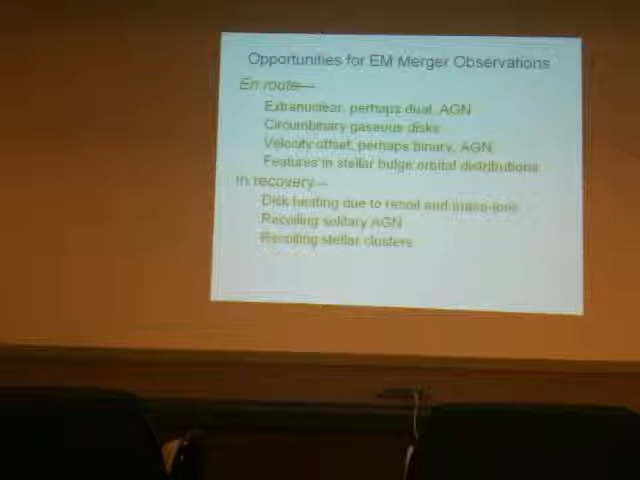 Opportunities for EM Merger Observations
En route—
Extranuclear, perhaps dual, AGN
Circumbinary gaseous disks
Velocity offset, perhaps binary, AGN
Features in stellar bulge orbital distributions
In recovery—
Disk heating due to recoil and mass-loss
Recoiling solitary AGN
Recoiling stellar clusters